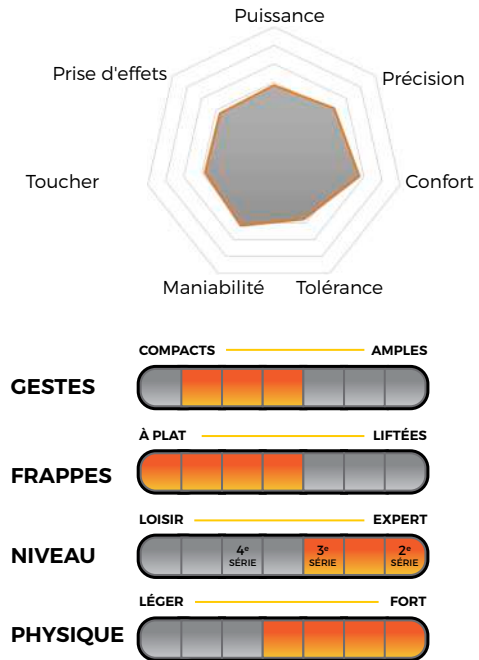 Puissance
Prise d'effets
Précision
Toucher
Confort
Maniabilité
Tolérance
COMPACTS AMPLES
GESTES
À PLAT LIFTÉES
FRAPPES
LOISIR EXPERT
NIVEAU 4e SÉRIE 3e SÉRIE 2e SÉRIE
LÉGER FORT
PHYSIQUE